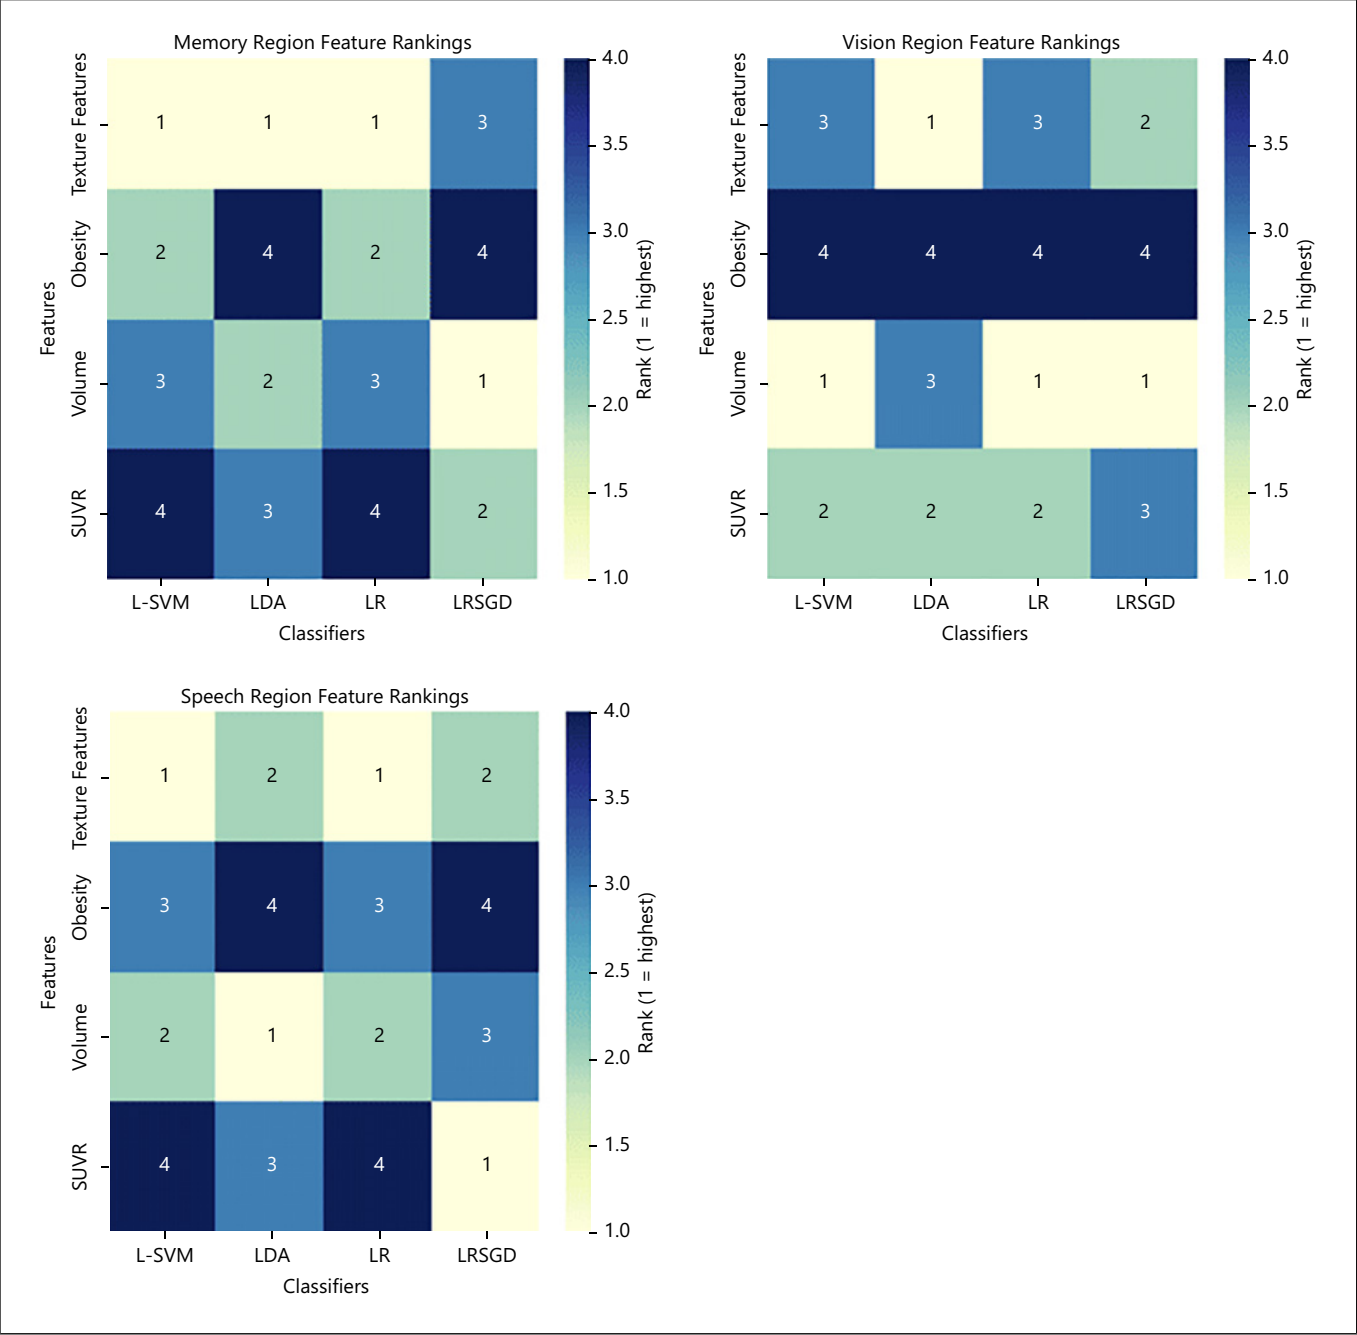 Memory Region Feature Rankings
Features
Texture Features
1 1 1 3
Obesity
2 4 2 4
Volume
3 2 3 1
SUVR
4 3 4 2
L-SVM LDA LR LRSGD
Classifiers
4.0
3.5
3.0
2.5
2.0
1.5
1.0
Rank (1 = highest)
Vision Region Feature Rankings
Features
Texture Features
3 1 3 2
Obesity
4 4 4 4
Volume
1 3 1 1
SUVR
2 2 2 3
L-SVM LDA LR LRSGD
Classifiers
4.0
3.5
3.0
2.5
2.0
1.5
1.0
Rank (1 = highest)
Speech Region Feature Rankings
Features
Texture Features
1 2 1 2
Obesity
3 4 3 4
Volume
2 1 2 3
SUVR
4 3 4 1
L-SVM LDA LR LRSGD
Classifiers
4.0
3.5
3.0
2.5
2.0
1.5
1.0
Rank (1 = highest)